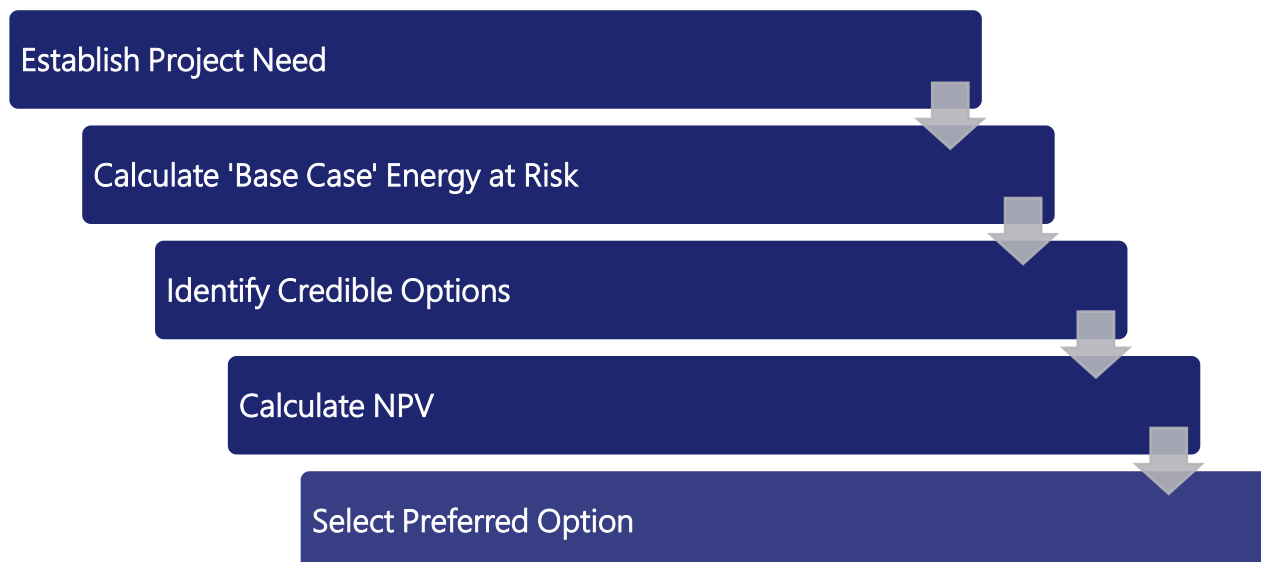 Establish Project Need
Calculate 'Base Case' Energy at Risk
Identify Credible Options
Calculate NPV
Select Preferred Option